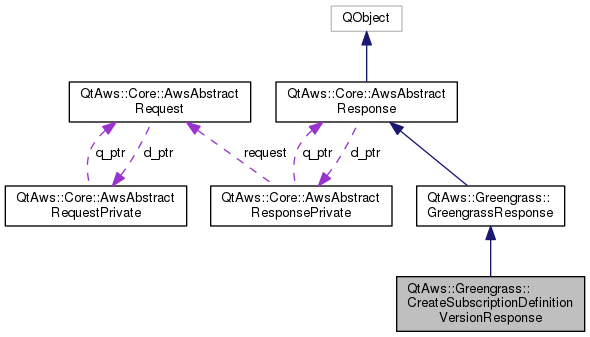 QObject
QtAws::Core::AwsAbstract
Request
QtAws::Core::AwsAbstract
Response
q_ptr
d_ptr
request
q_ptr
d_ptr
QtAws::Core::AwsAbstract
RequestPrivate
QtAws::Core::AwsAbstract
ResponsePrivate
QtAws::Greengrass::
GreengrassResponse
QtAws::Greengrass::
CreateSubscriptionDefinition
VersionResponse